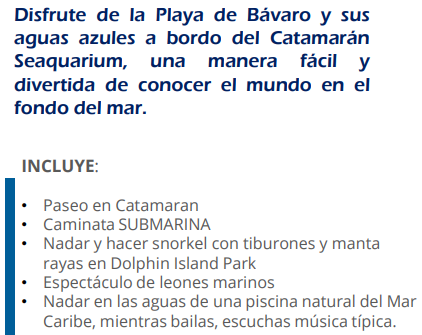 Disfrute de la Playa de Bávaro y sus
aguas azules a bordo del Catamarán
Seaquarium, una manera fácil y
divertida de conocer el mundo en el
fondo del mar.
INCLUYE:
• Paseo en Catamaran
• Caminata SUBMARINA
• Nadar y hacer snorkel con tiburones y manta
rayas en Dolphin Island Park
• Espectáculo de leones marinos
• Nadar en las aguas de una piscina natural del Mar
Caribe, mientras bailas, escuchas música típica.